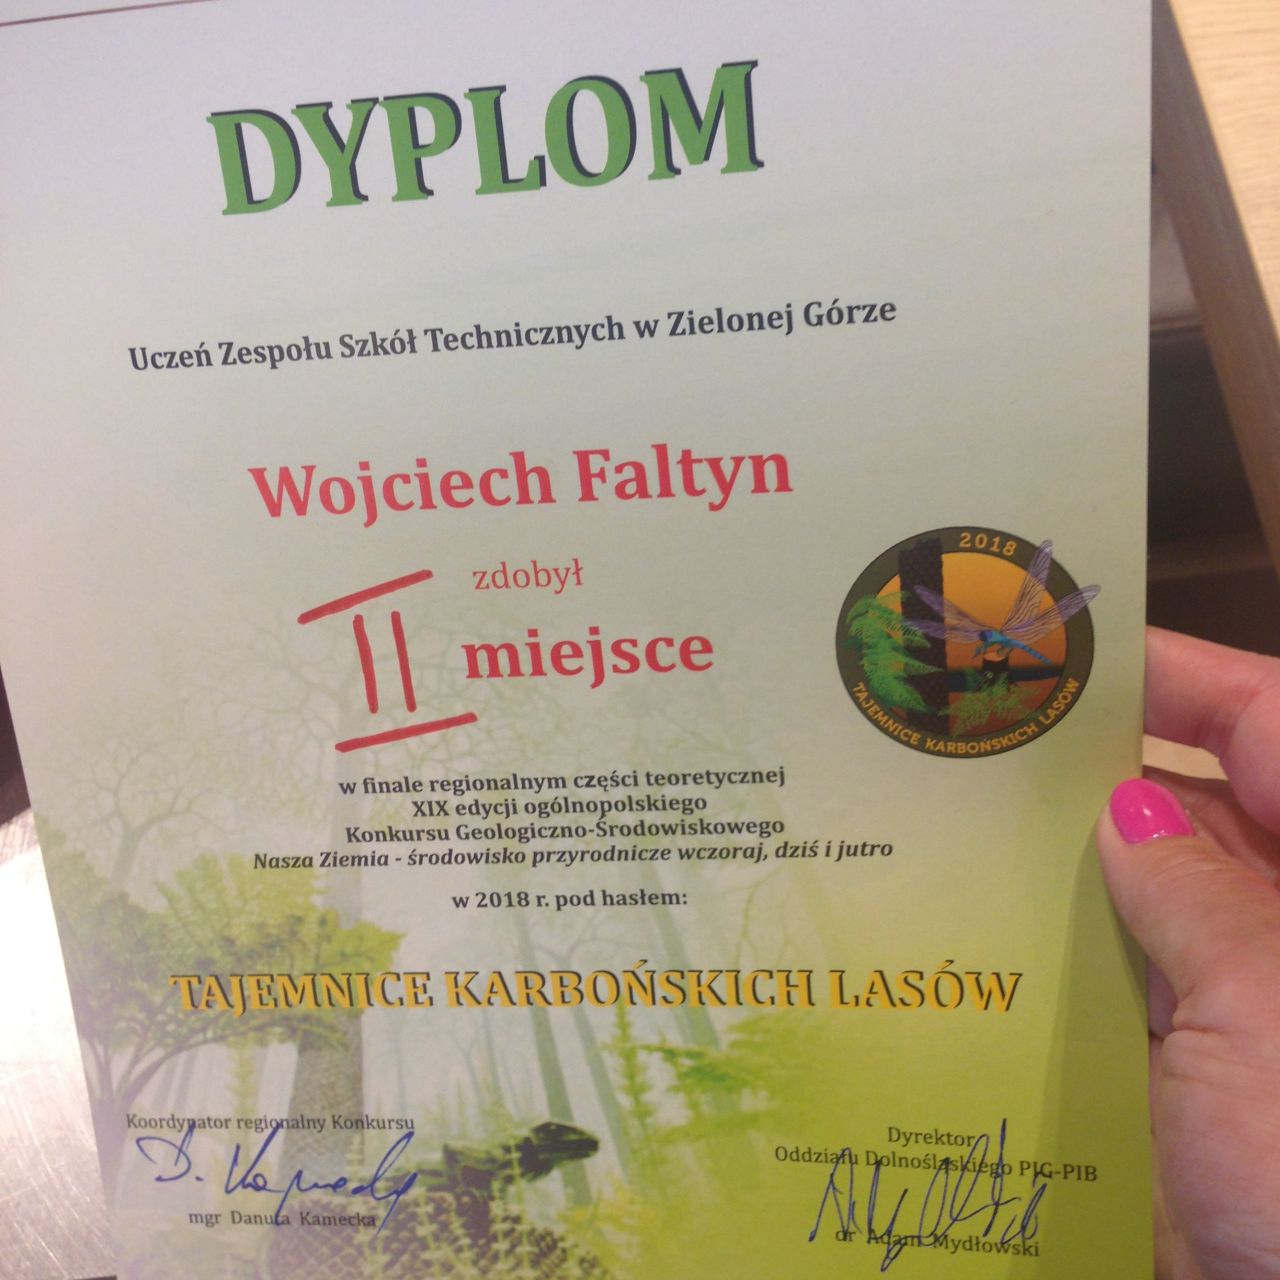 DYPLOM
Uczeń Zespołu Szkół Technicznych w Zielonej Górze
Wojciech Faltyn
zdobył
II miejsce
2018
TAJEMNICE KARBOŃSKICH LASÓW
w finale regionalnym części teoretycznej
XIX edycji ogólnopolskiego
Konkursu Geologiczno-Środowiskowego
Nasza Ziemia - środowisko przyrodnicze wczoraj, dziś i jutro
w 2018 r. pod hasłem:
TAJEMNICE KARBOŃSKICH LASÓW
Koordynator regionalny Konkursu
D. Kamecka
mgr Danuta Kamecka
Dyrektor
Oddziału Dolnośląskiego PIG-PIB
dr Adam Mydłowski